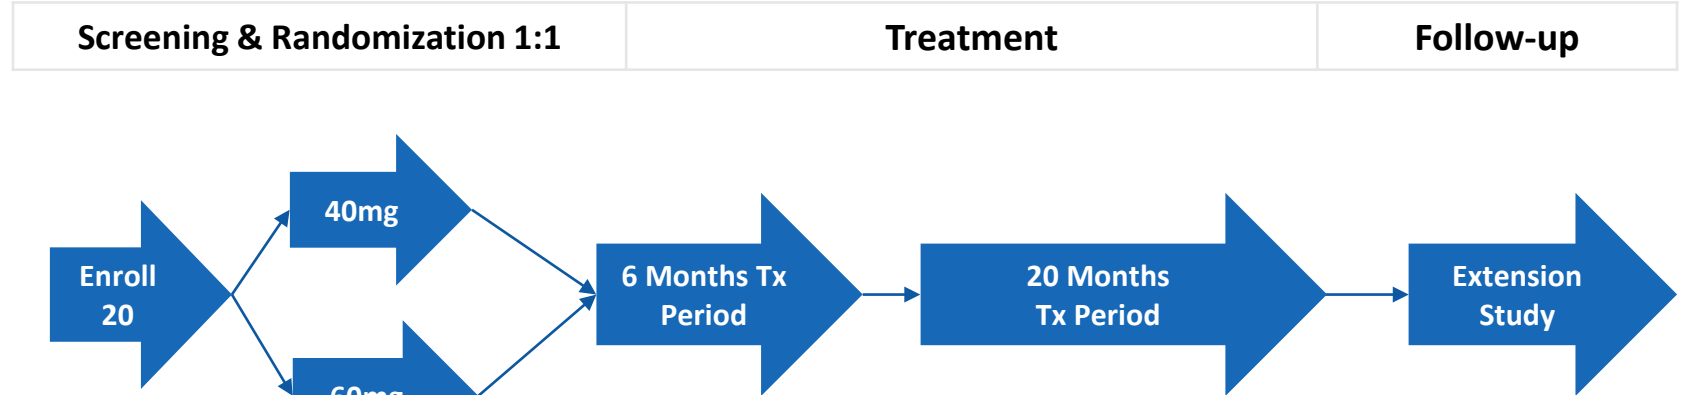 Screening & Randomization 1:1
Treatment
Follow-up
40mg
Enroll
20
6 Months Tx
Period
20 Months
Tx Period
Extension
Study
60mg